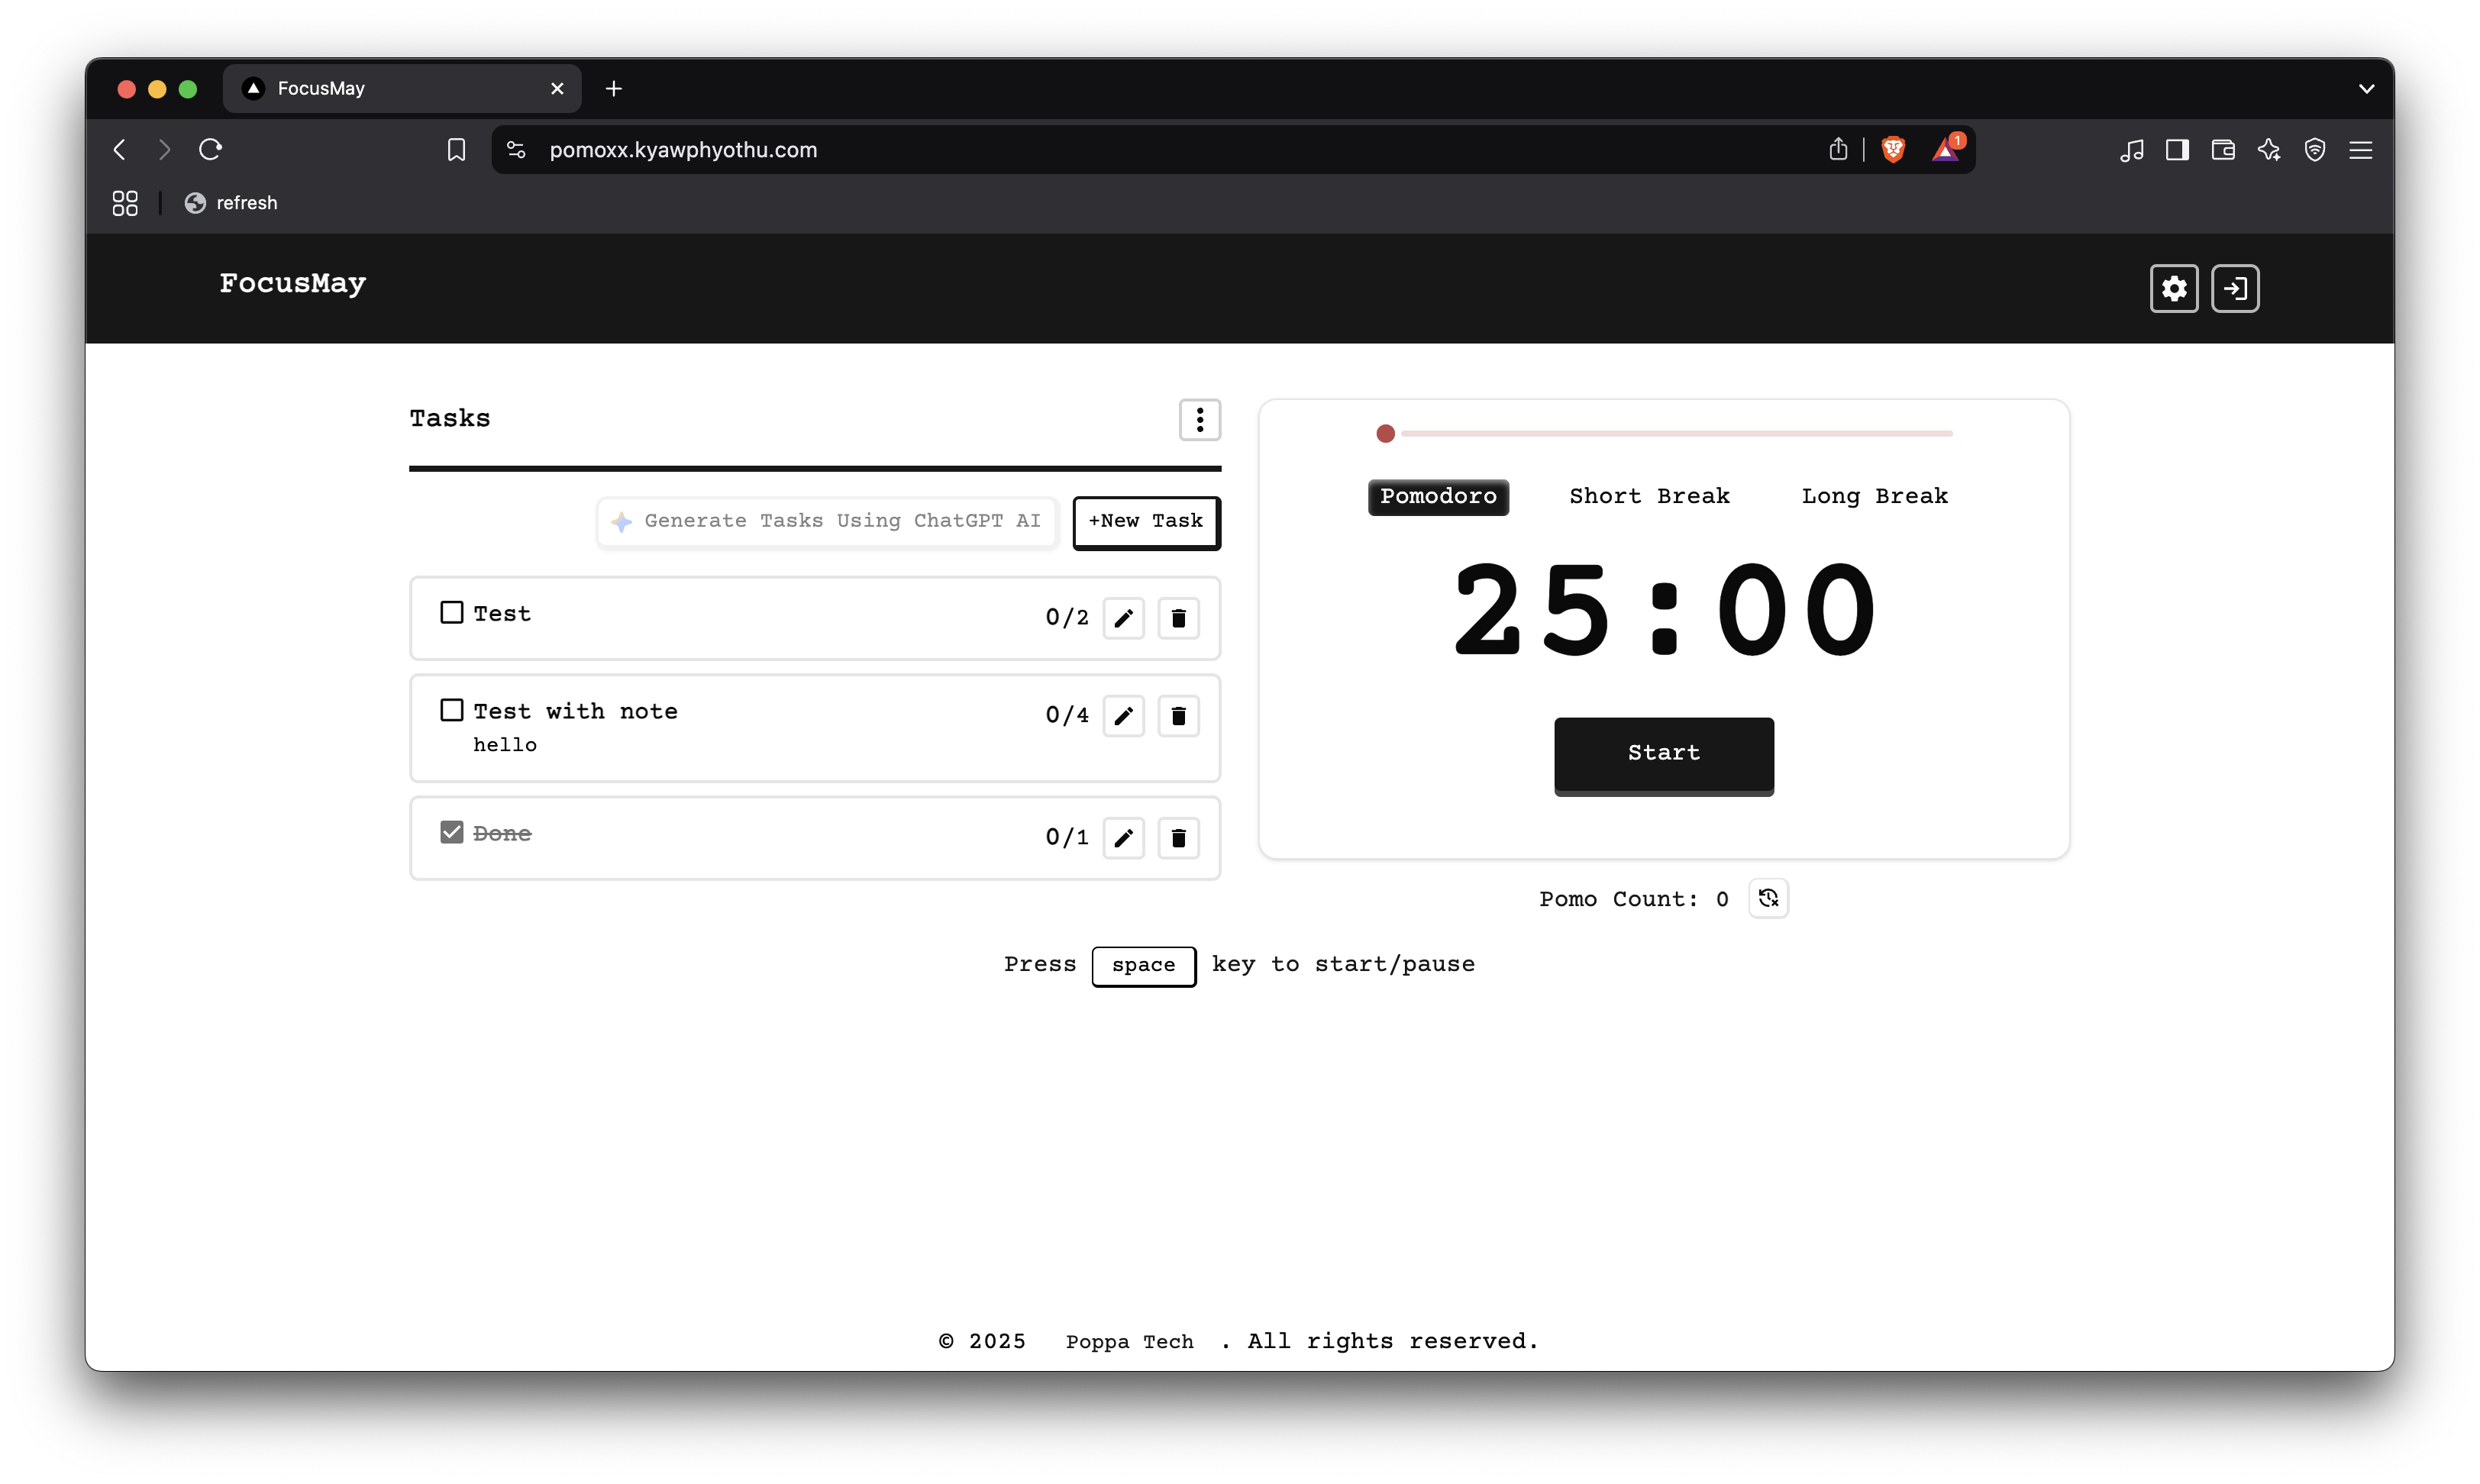 FocusMay
1
pomoxx.kyawphyothu.com
refresh
FocusMay
Tasks
Generate Tasks Using ChatGPT AI
+New Task
Test
0/2
Test with note
0/4
hello
Done
0/1
Pomodoro Short Break Long Break
25:00
Start
Pomo Count: 0
Press space key to start/pause
© 2025 Poppa Tech . All rights reserved.